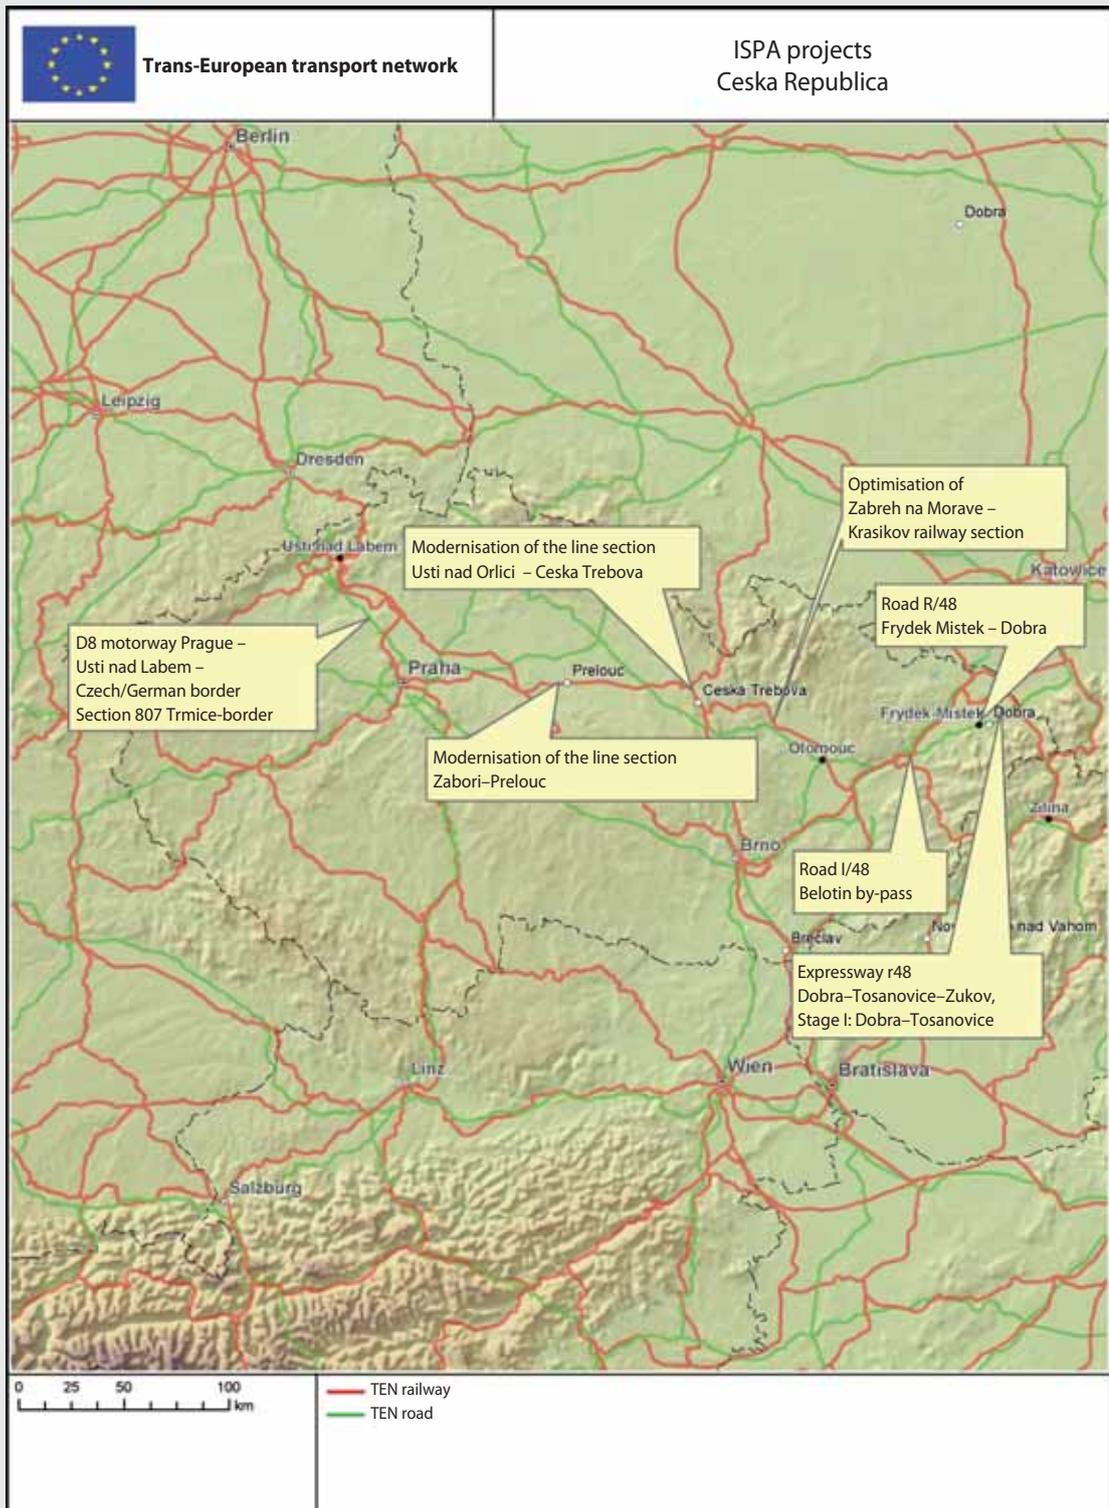 Trans-European transport network
ISPA projects
Ceska Republica
Berlin
Dobra
Leipzig
Dresden
Optimisation of
Zabreh na Morave –
Krasikov railway section
Usti nad Labem
Modernisation of the line section
Usti nad Orlici – Ceska Trebova
Katowice
Road R/48
Frydek Mistek – Dobra
D8 motorway Prague –
Usti nad Labem –
Czech/German border
Section 807 Trmice-border
Praha
Prelouc
Ceska Trebova
Frydek-Mistek
Dobra
Modernisation of the line section
Zabori–Prelouc
Olomouc
Zilina
Brno
Road I/48
Belotin by-pass
Breclav
nad Vahom
Expressway r48
Dobra–Tosanovice–Zukov,
Stage I: Dobra–Tosanovice
Linz
Wien
Bratislava
Salzburg
0 25 50 100
km
TEN railway
TEN road